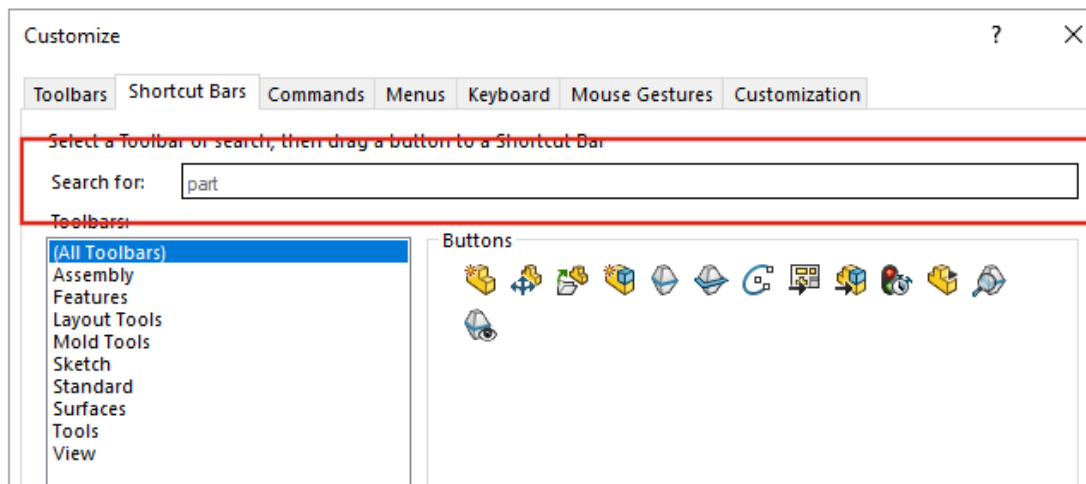 Customize ?
Toolbars Shortcut Bars Commands Menus Keyboard Mouse Gestures Customization
Select a Toolbar or search, then drag a button to a Shortcut Bar
Search for: part
Toolbars:
Buttons
(All Toolbars)
Assembly
Features
Layout Tools
Mold Tools
Sketch
Standard
Surfaces
Tools
View